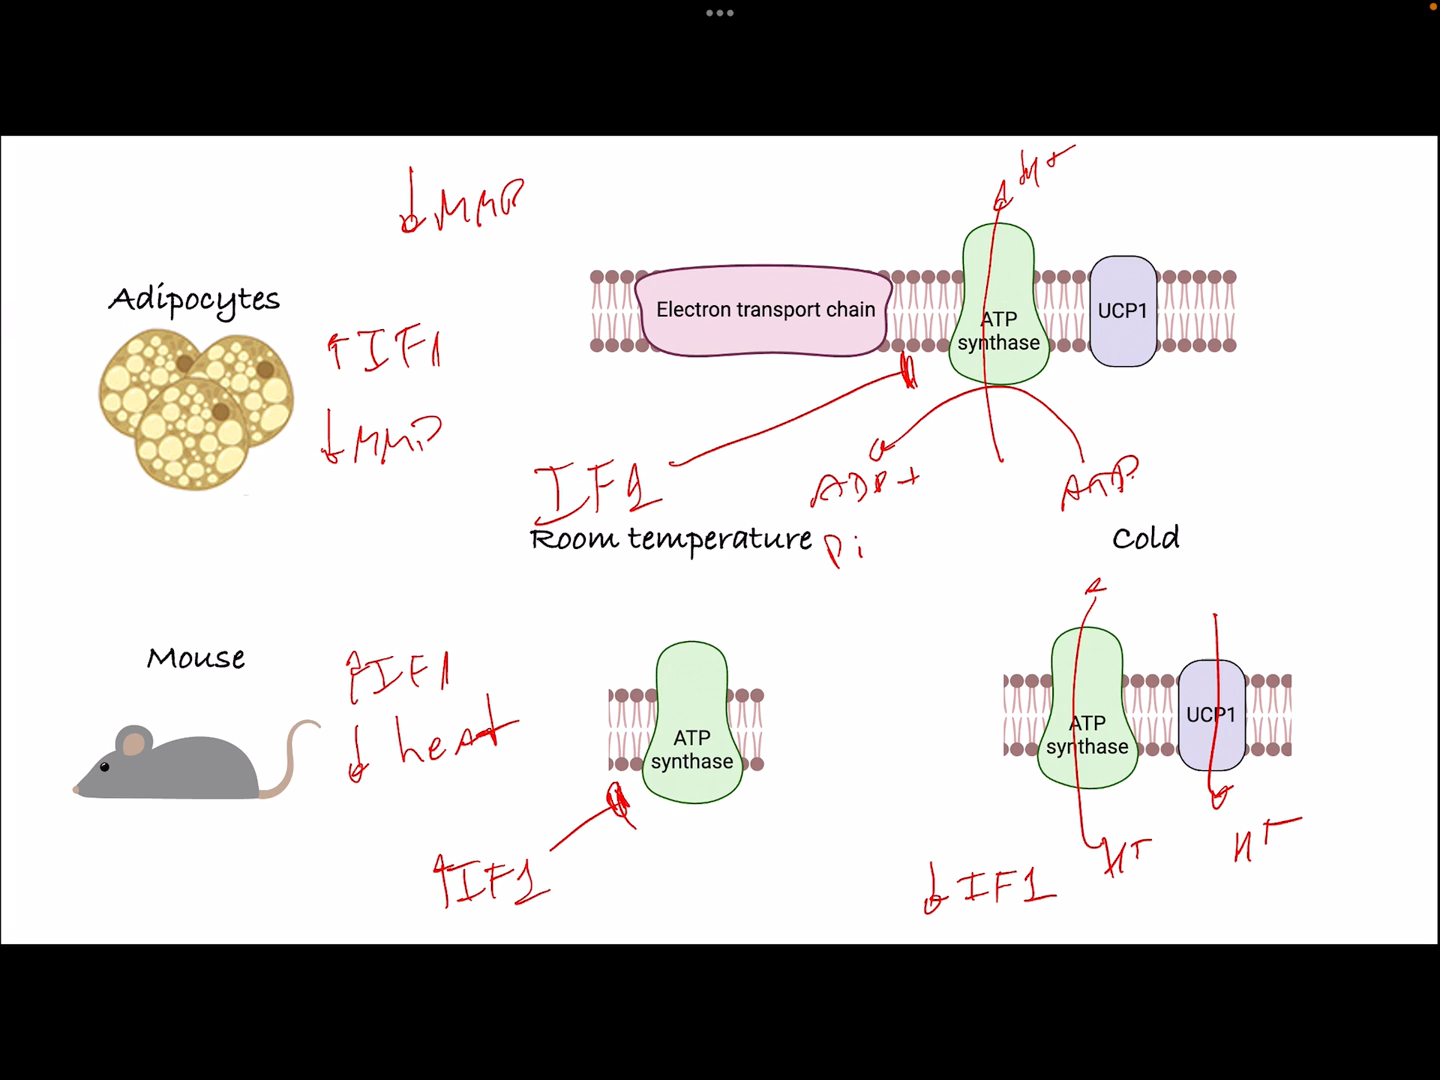 ↓ MMP
H+
Adipocytes
↑IF1
↓MMP
Electron transport chain
ATP
synthase
UCP1
IF1
ADP +
Pi
ATP
Room temperature
Cold
Mouse
↑IF1
↓ heat
ATP
synthase
↑IF1
ATP
synthase
UCP1
↓ IF1
H+
H+